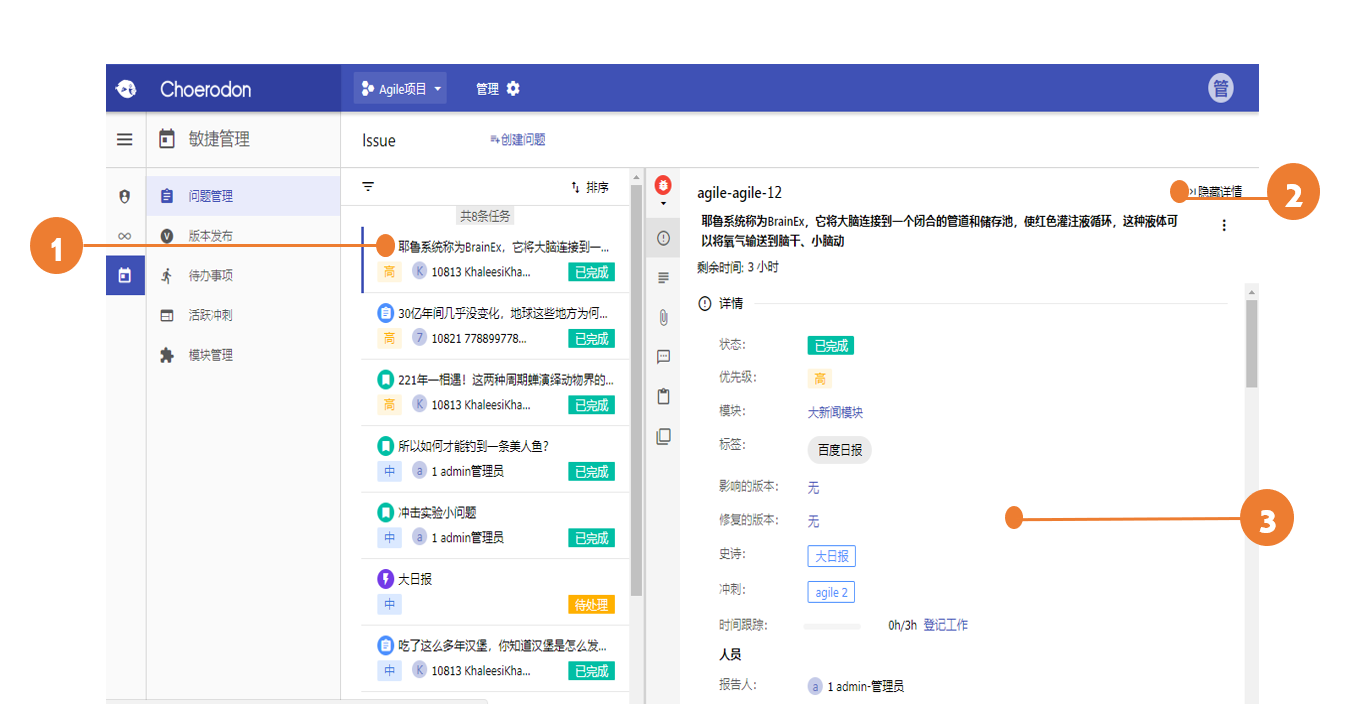 Choerodon
Agile项目
管理
管
敏捷管理
Issue
创建问题
问题管理
版本发布
待办事项
活跃冲刺
模块管理
排序
共8条任务
耶鲁系统称为BrainEx，它将大脑连接到一...
高 K 10813 KhaleesiKha... 已完成
30亿年间几乎没变化，地球这些地方为何...
高 7 10821 778899778... 已完成
221年一相遇！这两种周期蝉演绎动物界的...
高 K 10813 KhaleesiKha... 已完成
所以如何才能钓到一条美人鱼?
中 a 1 admin管理员 已完成
冲击实验小问题
中 a 1 admin管理员 已完成
大日报
中 待处理
吃了这么多年汉堡，你知道汉堡是怎么发...
中 K 10813 KhaleesiKha... 已完成
agile-agile-12
隐藏详情
耶鲁系统称为BrainEx，它将大脑连接到一个闭合的管道和储存池，使红色灌注液循环，这种液体可
以将氧气输送到脑干、小脑动
剩余时间: 3 小时
详情
状态: 已完成
优先级: 高
模块: 大新闻模块
标签: 百度日报
影响的版本: 无
修复的版本: 无
史诗: 大日报
冲刺: agile 2
时间跟踪: 0h/3h 登记工作
人员
报告人: a 1 admin-管理员
1
2
3